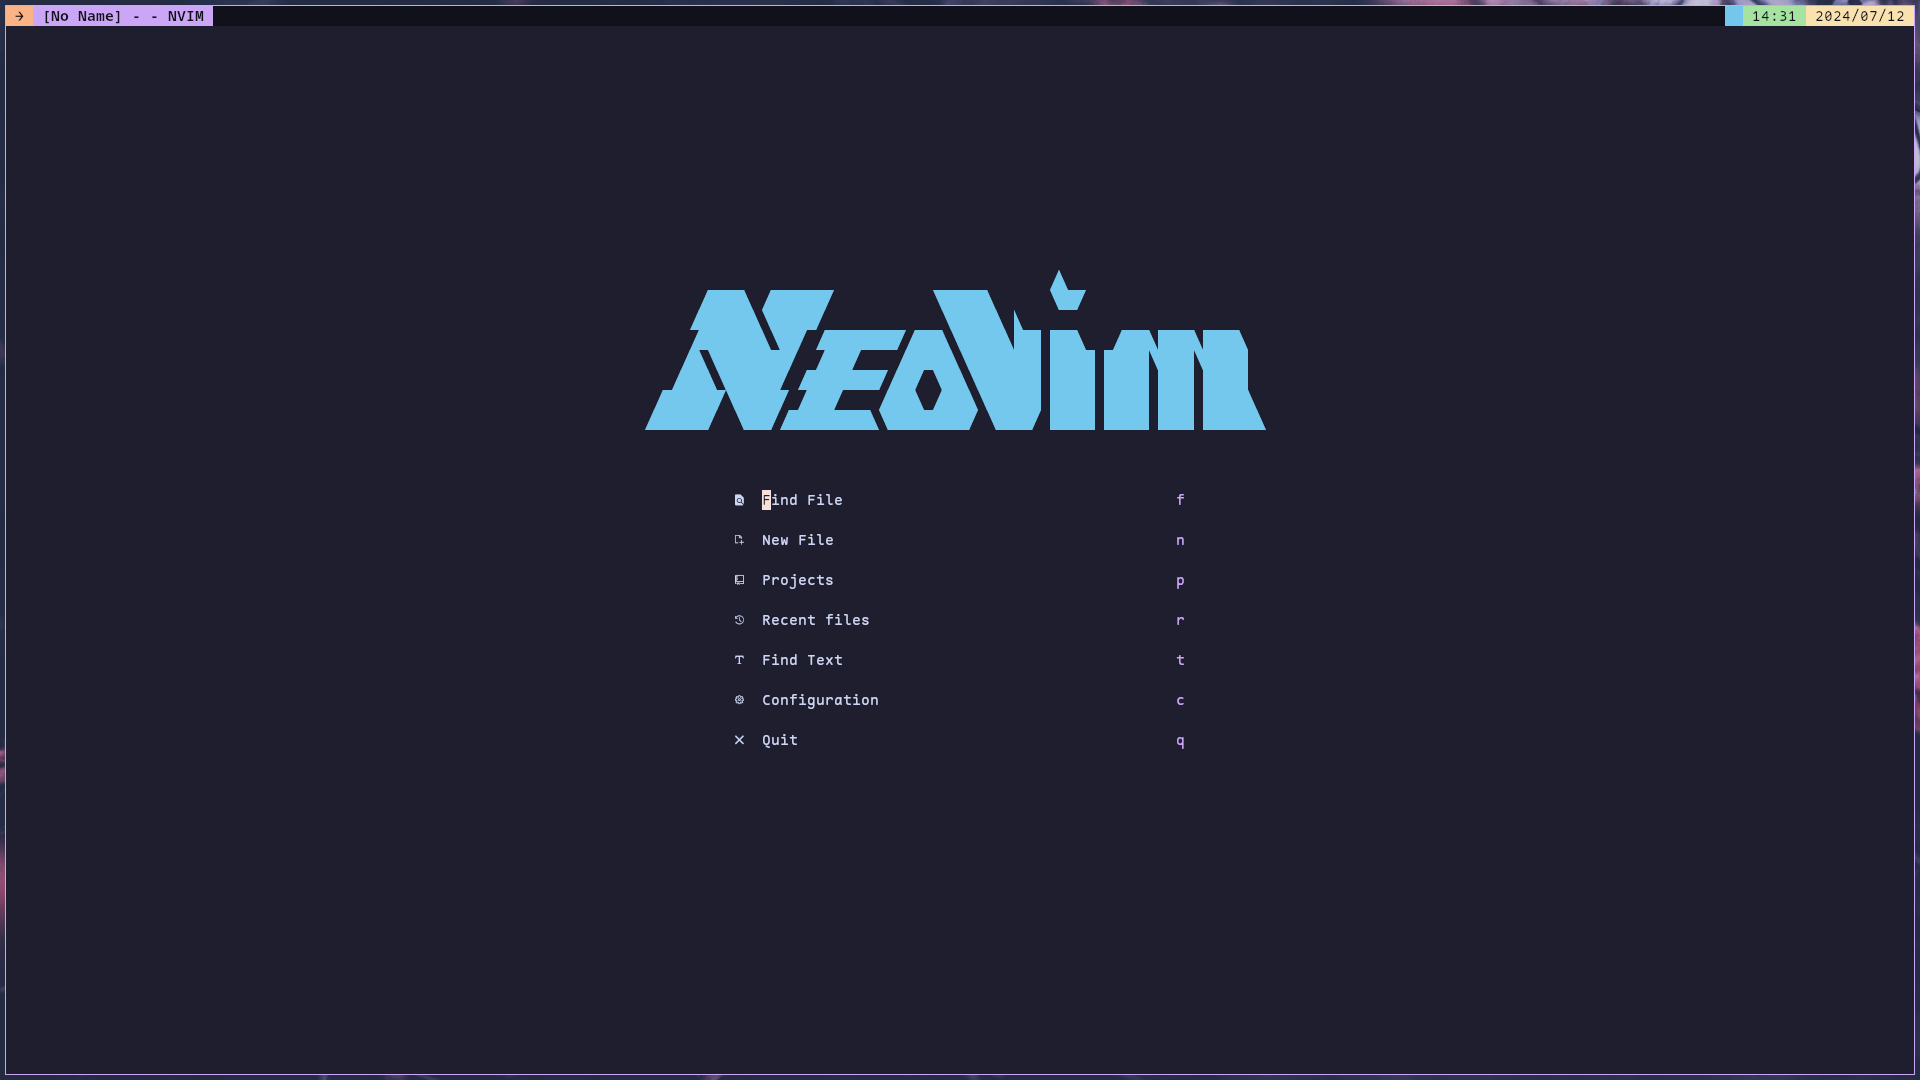 → [No Name] - - NVIM 14:31 2024/07/12
NEOVim
Find File f
New File n
Projects p
Recent files r
Find Text t
Configuration c
Quit q